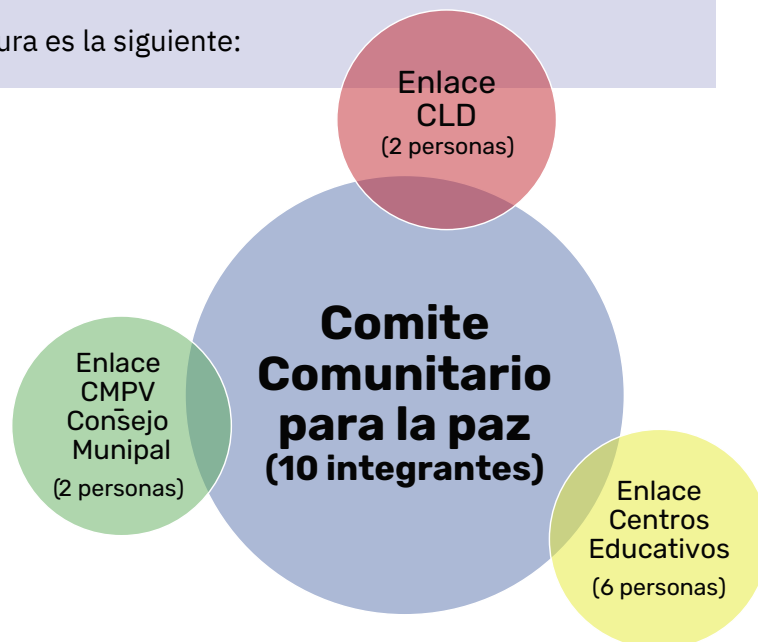 ura es la siguiente:
Enlace
CLD
(2 personas)
Comite
Comunitario
para la paz
(10 integrantes)
Enlace
CMPV
-
Consejo
Munipal
(2 personas)
Enlace
Centros
Educativos
(6 personas)